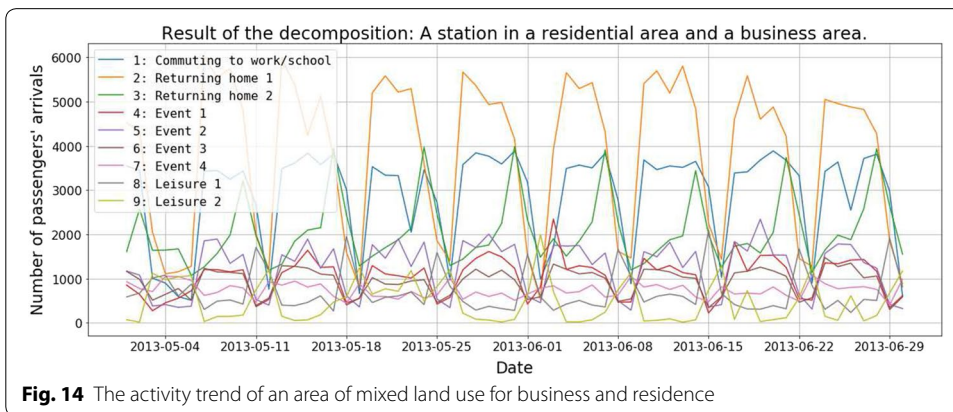 Result of the decomposition: A station in a residential area and a business area.
6000
5000
4000
3000
2000
1000
0
Number of passengers' arrivals
1: Commuting to work/school
2: Returning home 1
3: Returning home 2
4: Event 1
5: Event 2
6: Event 3
7: Event 4
8: Leisure 1
9: Leisure 2
2013-05-04 2013-05-11 2013-05-18 2013-05-25 2013-06-01 2013-06-08 2013-06-15 2013-06-22 2013-06-29
Date
Fig. 14 The activity trend of an area of mixed land use for business and residence